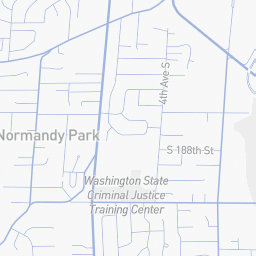 4th Ave S
Normandy Park
S 188th St
Washington State
Criminal Justice
Training Center